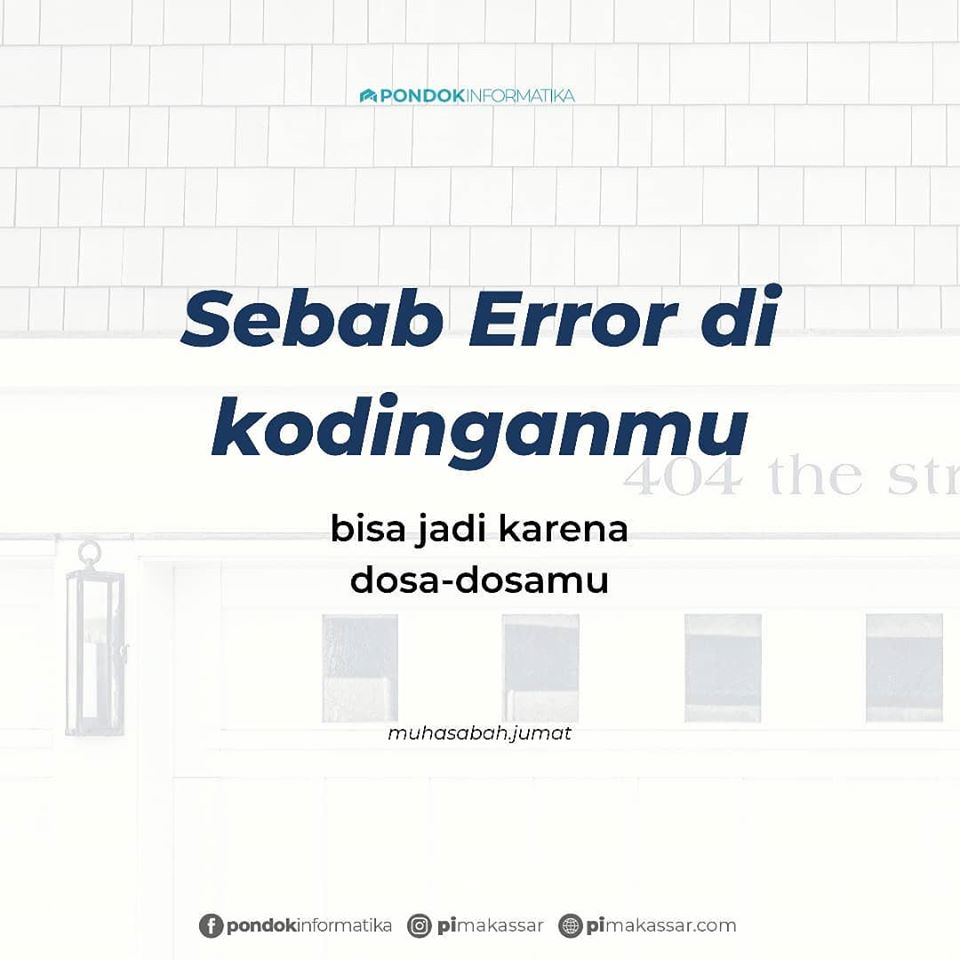 PONDOKINFORMATIKA
Sebab Error di
kodinganmu
404 the str
bisa jadi karena
dosa-dosamu
muhasabah.jumat
pondokinformatika pimakassar pimakassar.com